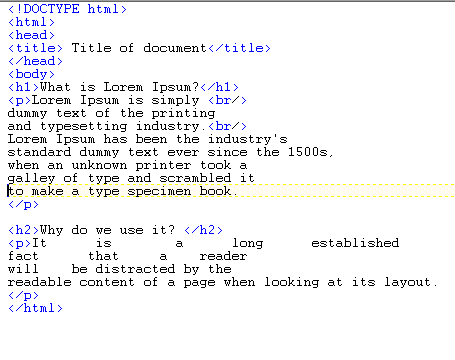 <!DOCTYPE html>
<html>
<head>
<title> Title of document</title>
</head>
<body>
<h1>What is Lorem Ipsum?</h1>
<p>Lorem Ipsum is simply <br/>
dummy text of the printing
and typesetting industry.<br/>
Lorem Ipsum has been the industry's
standard dummy text ever since the 1500s,
when an unknown printer took a
galley of type and scrambled it
to make a type specimen book.
</p>

<h2>Why do we use it? </h2>
<p>It      is        a      long      established
fact      that     a    reader
will    be distracted by the
readable content of a page when looking at its layout.
</p>
</html>